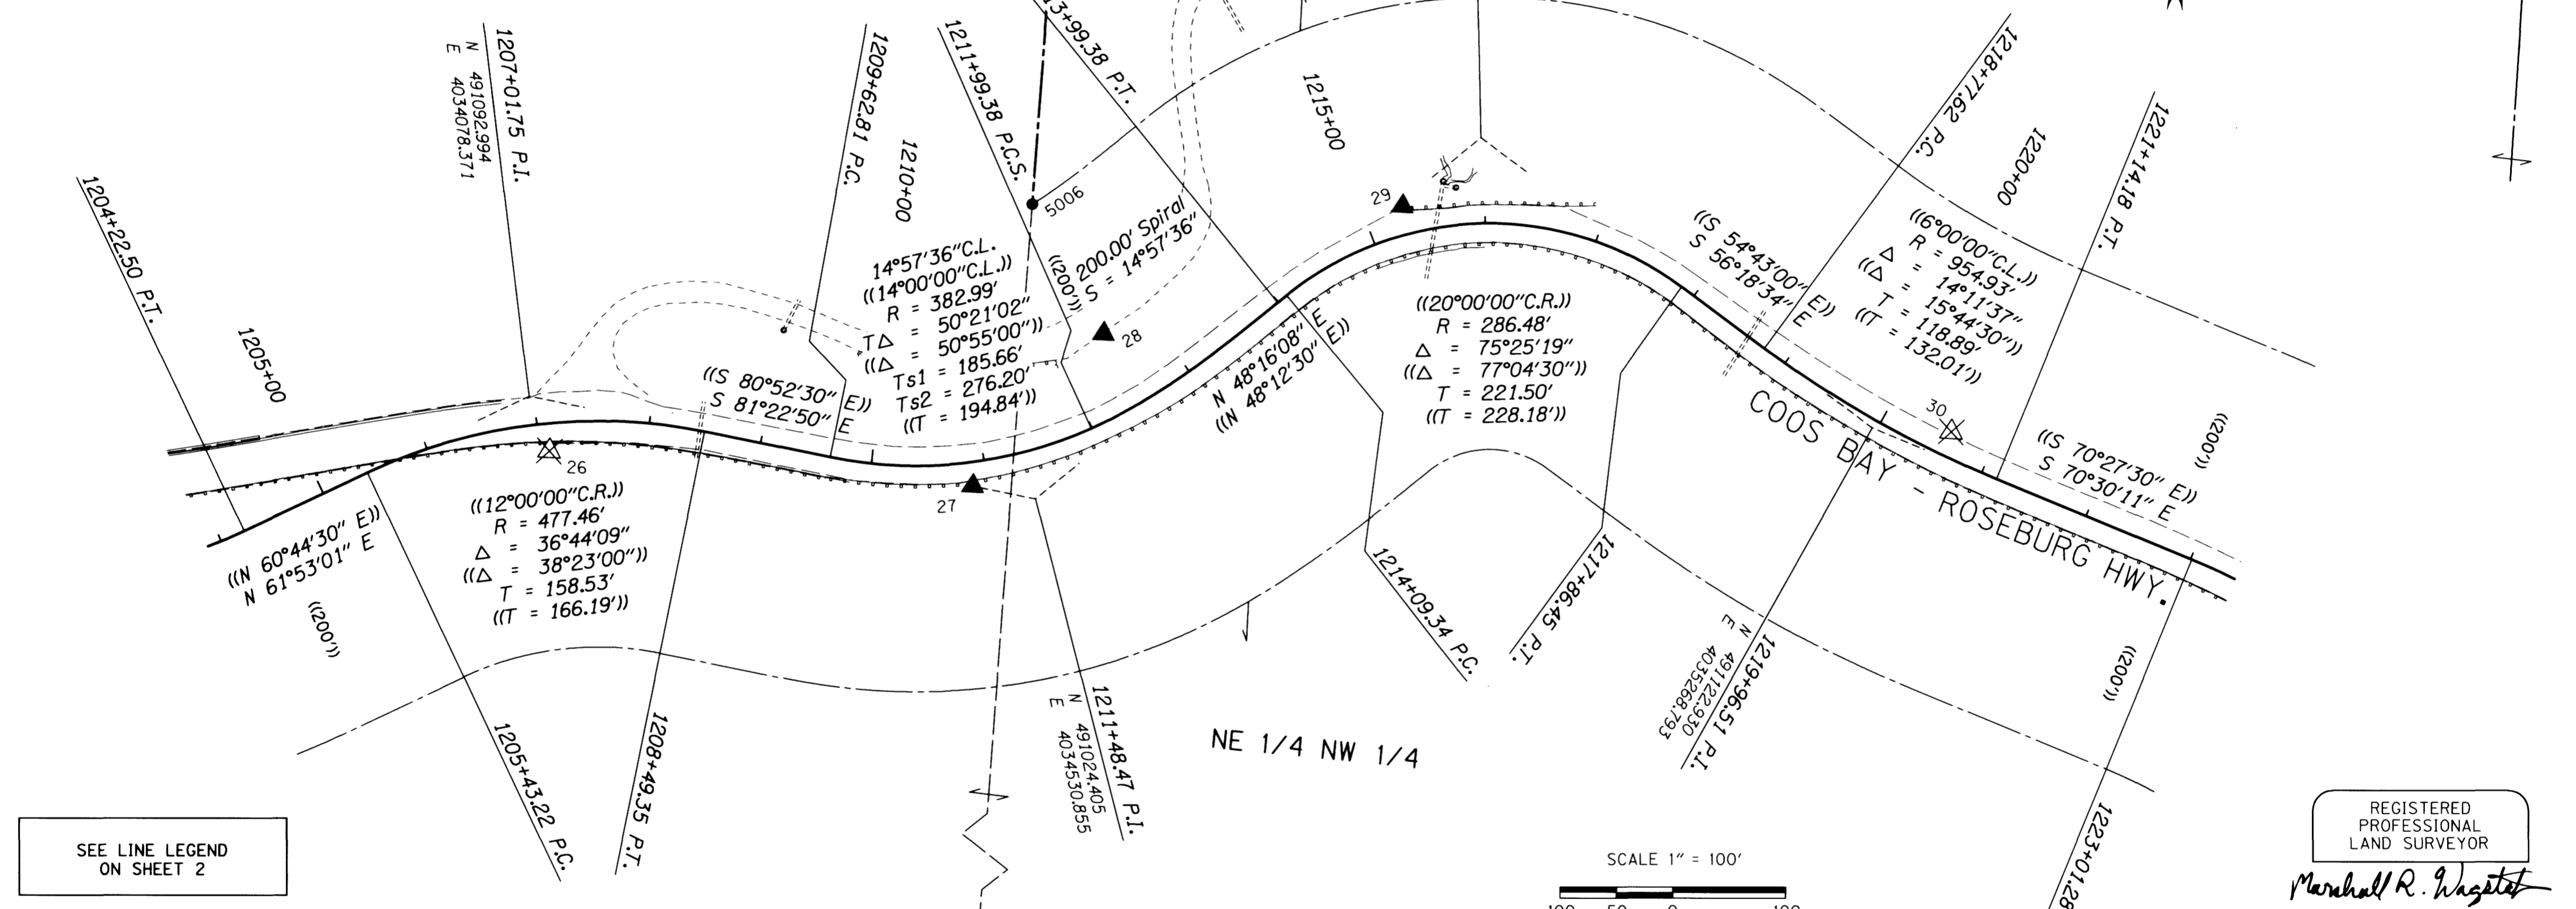 1204+22.50 P.T.
1205+00
1207+01.75 P.I.
N 491092.994
E 4034078.371
1209+62.81 P.C.
1210+00
1211+99.38 P.C.S.
13+99.38 P.T.
5006
1215+00
1218+77.62 P.C.
1220+00
1221+14.18 P.T.
14°57'36"C.L.
((14°00'00"C.L.))
R = 382.99'
T△ = 50°21'02"
((△ = 50°55'00"))
Ts1 = 185.66'
Ts2 = 276.20'
((T = 194.84'))
((200'))
200.00' Spiral
S = 14°57'36"
28
29
((S 80°52'30" E))
S 81°22'50" E
26
27
((N 60°44'30" E))
N 61°53'01" E
((200'))
((12°00'00"C.R.))
R = 477.46'
△ = 36°44'09"
((△ = 38°23'00"))
T = 158.53'
((T = 166.19'))
N 48°16'08" E
((N 48°12'30" E))
((20°00'00"C.R.))
R = 286.48'
△ = 75°25'19"
((△ = 77°04'30"))
T = 221.50'
((T = 228.18'))
((S 54°43'00" E))
S 56°18'34" E
((6°00'00"C.L.))
R = 954.93'
△ = 14°11'37"
((△ = 15°44'30"))
T = 118.89'
((T = 132.01'))
30
COOS BAY - ROSEBURG HWY.
((S 70°27'30" E))
S 70°30'11" E
((200'))
((200'))
1205+43.22 P.C.
1208+49.35 P.T.
1211+48.47 P.I.
N 491024.405
E 4034530.855
1214+09.34 P.C.
1217+86.45 P.T.
1219+96.51 P.I.
N 491122.930
E 4035268.793
1223+01.28
NE 1/4 NW 1/4
SEE LINE LEGEND
ON SHEET 2
SCALE 1" = 100'
100 50 0 100
REGISTERED
PROFESSIONAL
LAND SURVEYOR
Marshall R. Wagstaf